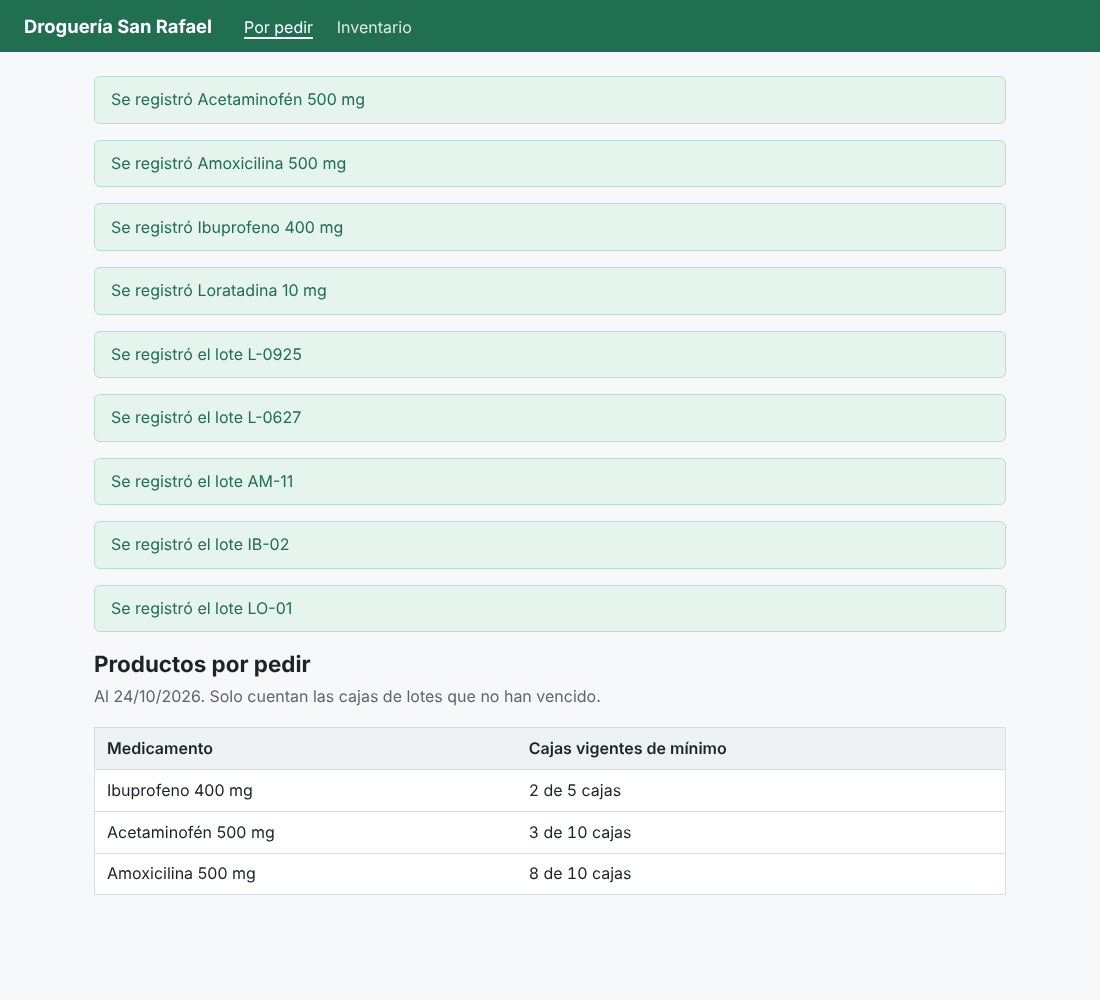 Droguería San Rafael Por pedir Inventario
Se registró Acetaminofén 500 mg
Se registró Amoxicilina 500 mg
Se registró Ibuprofeno 400 mg
Se registró Loratadina 10 mg
Se registró el lote L-0925
Se registró el lote L-0627
Se registró el lote AM-11
Se registró el lote IB-02
Se registró el lote LO-01
Productos por pedir
Al 24/10/2026. Solo cuentan las cajas de lotes que no han vencido.
Medicamento Cajas vigentes de mínimo
Ibuprofeno 400 mg 2 de 5 cajas
Acetaminofén 500 mg 3 de 10 cajas
Amoxicilina 500 mg 8 de 10 cajas